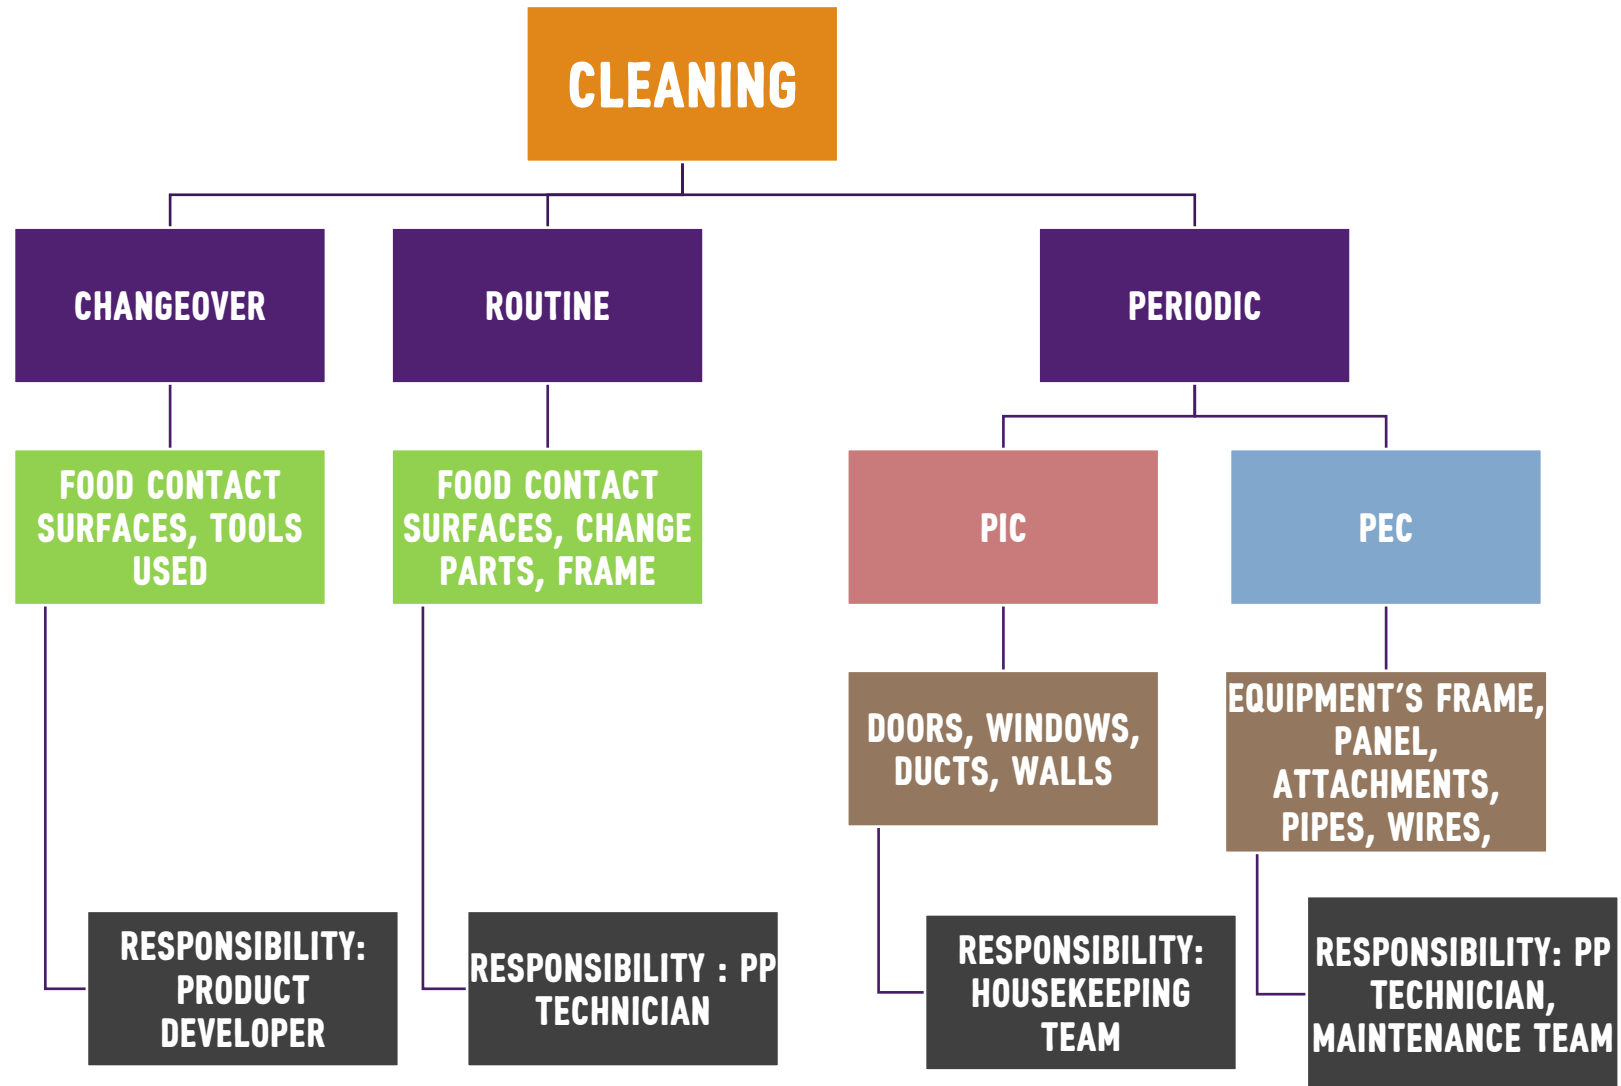 CLEANING
CHANGEOVER
ROUTINE
PERIODIC
FOOD CONTACT
SURFACES, TOOLS
USED
FOOD CONTACT
SURFACES, CHANGE
PARTS, FRAME
PIC
PEC
DOORS, WINDOWS,
DUCTS, WALLS
EQUIPMENT’S FRAME,
PANEL,
ATTACHMENTS,
PIPES, WIRES,
RESPONSIBILITY:
PRODUCT
DEVELOPER
RESPONSIBILITY : PP
TECHNICIAN
RESPONSIBILITY:
HOUSEKEEPING
TEAM
RESPONSIBILITY: PP
TECHNICIAN,
MAINTENANCE TEAM